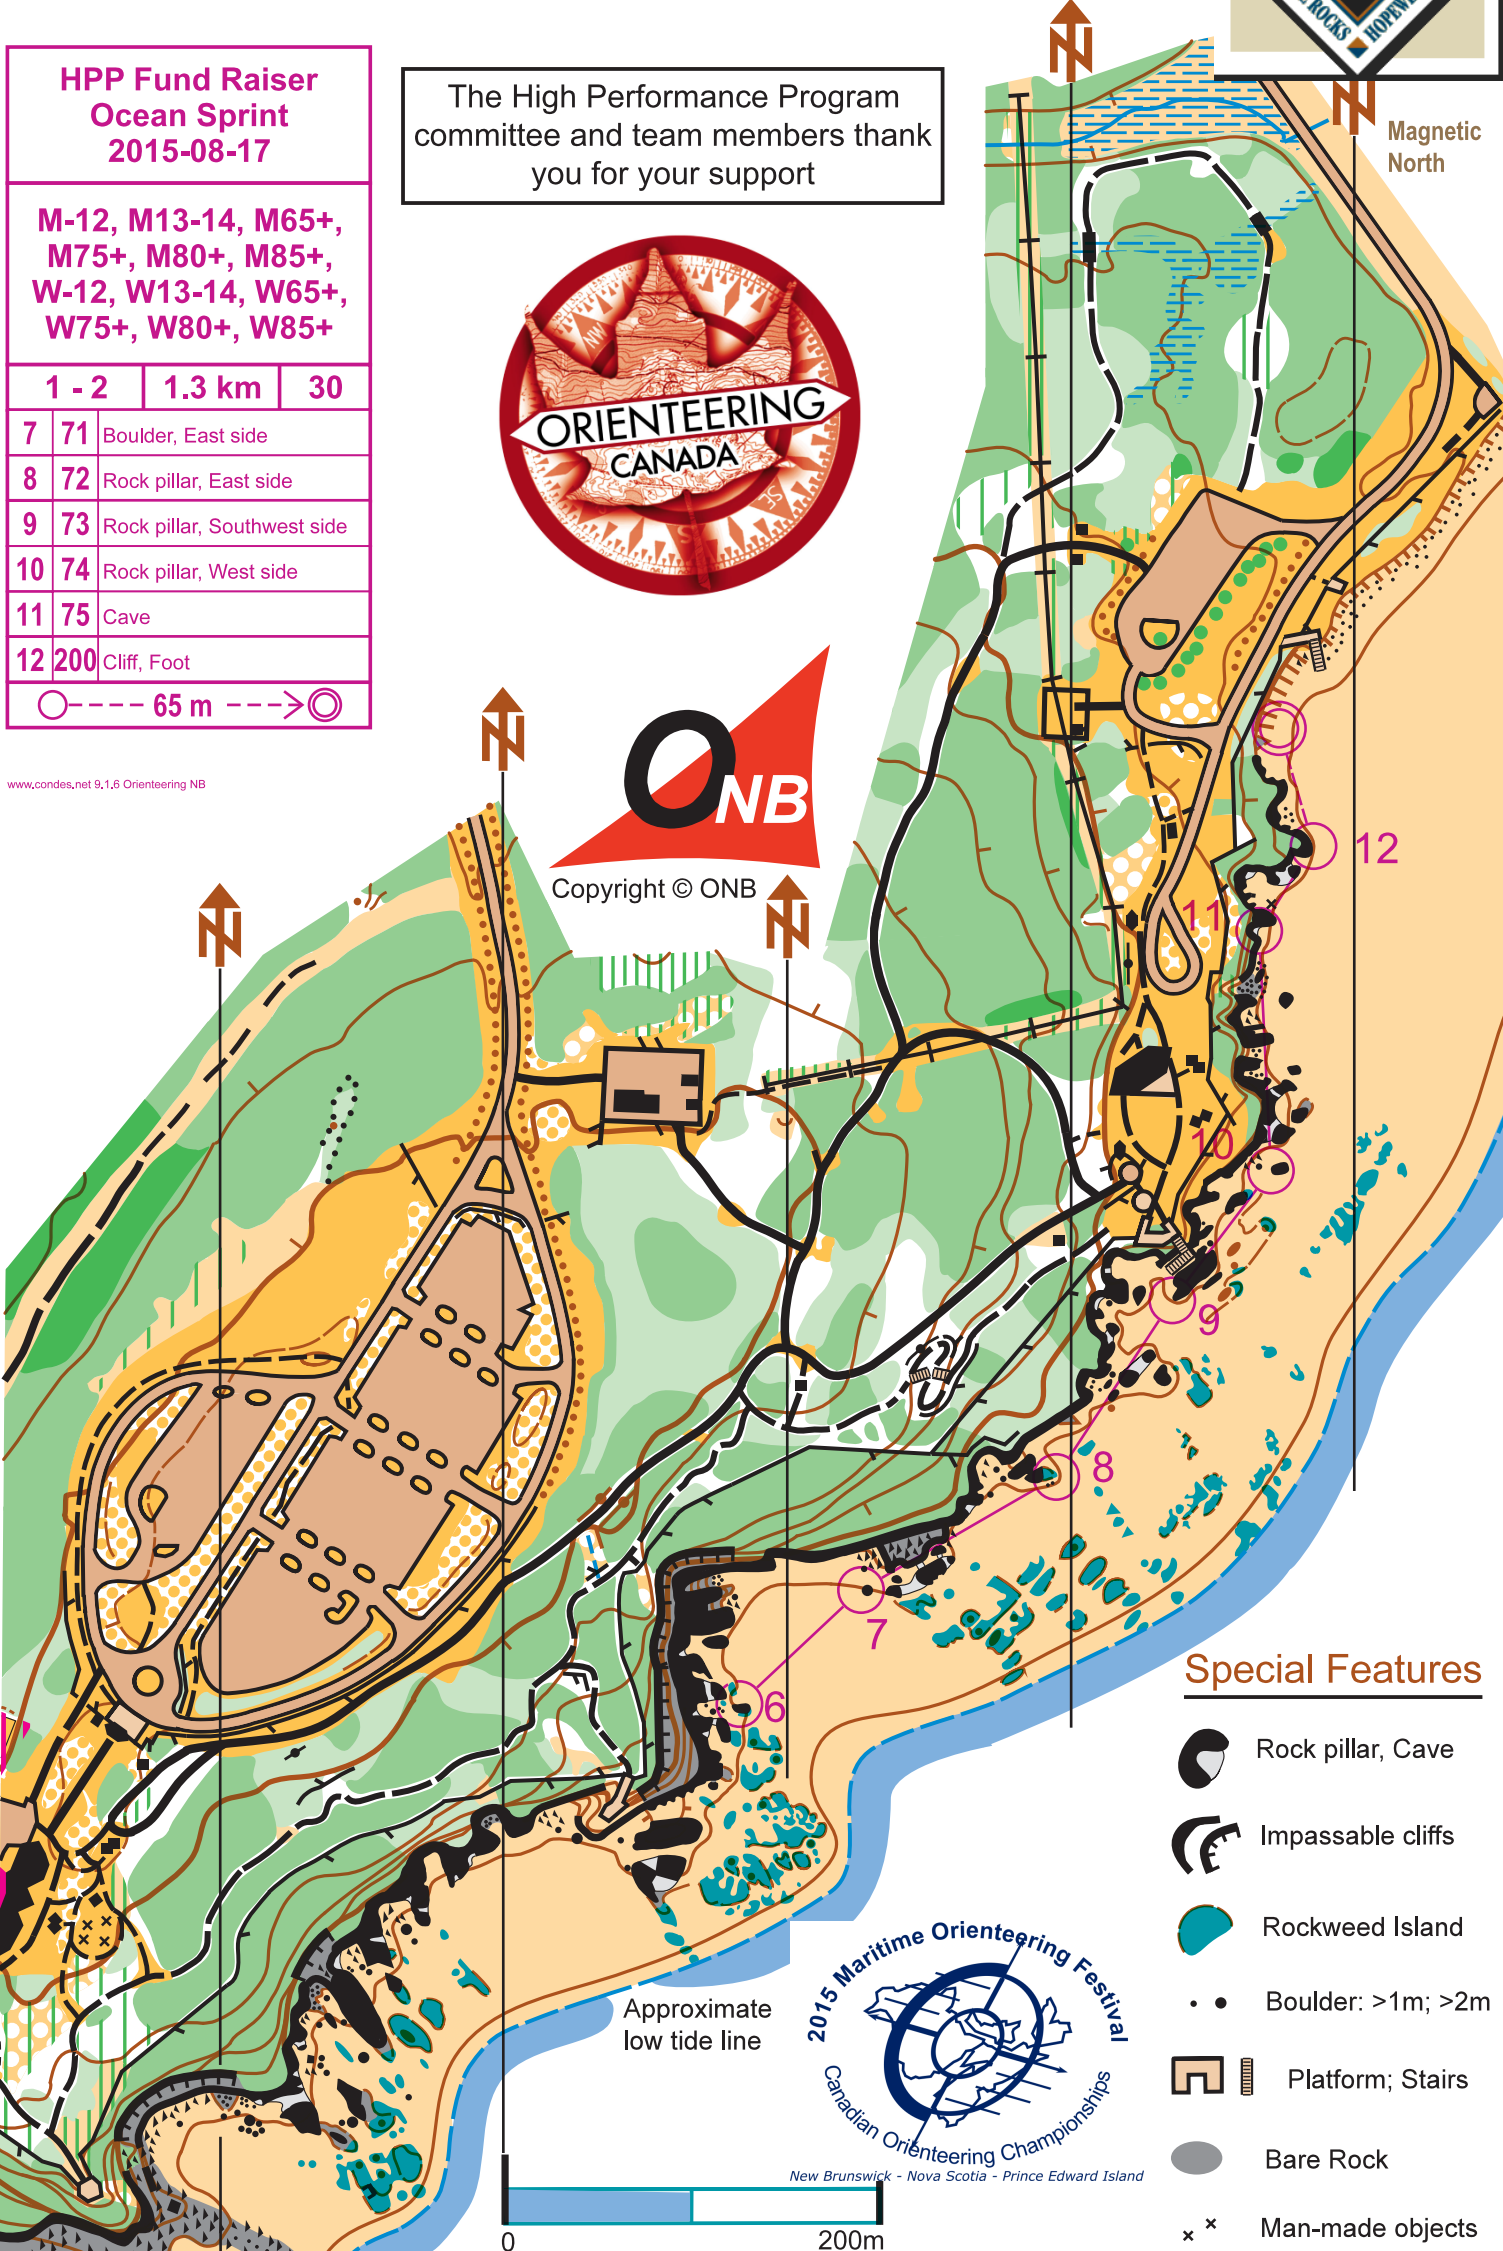 HPP Fund Raiser
Ocean Sprint
2015-08-17
M-12, M13-14, M65+,
M75+, M80+, M85+,
W-12, W13-14, W65+,
W75+, W80+, W85+
1 - 2 1.3 km 30
7 71 Boulder, East side
8 72 Rock pillar, East side
9 73 Rock pillar, Southwest side
10 74 Rock pillar, West side
11 75 Cave
12 200 Cliff, Foot
65 m
www.condes.net 9.1.6 Orienteering NB
The High Performance Program
committee and team members thank
you for your support
ORIENTEERING
CANADA
NW
S
ONB
Copyright © ONB
ROCKS
N
N
Magnetic
North
N
N
N
12
11
10
9
8
7
6
Special Features
Rock pillar, Cave
Impassable cliffs
Rockweed Island
Boulder: >1m; >2m
Platform; Stairs
Bare Rock
Man-made objects
Approximate
low tide line
2015 Maritime Orienteering Festival
Canadian Orienteering Championships
New Brunswick - Nova Scotia - Prince Edward Island
0 200m